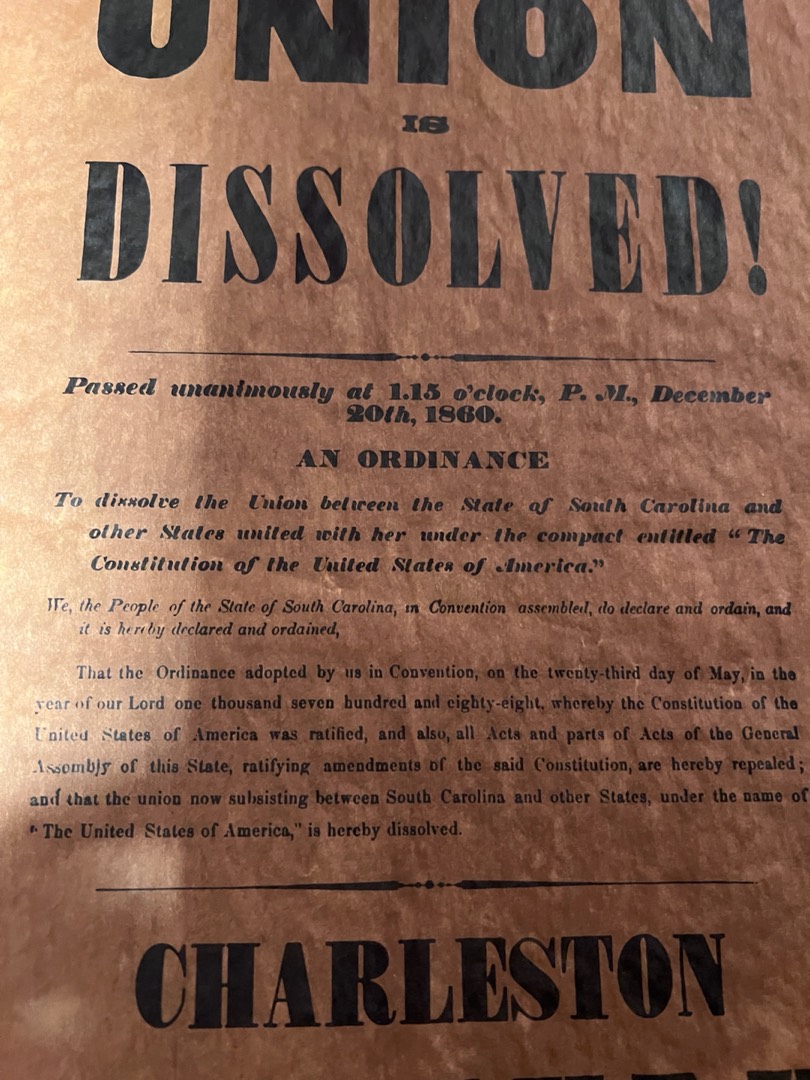 UNION
IS
DISSOLVED!
Passed unanimously at 1.15 o'clock, P. M., December
20th, 1860.
AN ORDINANCE
To dissolve the Union between the State of South Carolina and
other States united with her under the compact entitled “The
Constitution of the United States of America.”
We, the People of the State of South Carolina, in Convention assembled, do declare and ordain, and
it is hereby declared and ordained,
That the Ordinance adopted by us in Convention, on the twenty-third day of May, in the
year of our Lord one thousand seven hundred and eighty-eight, whereby the Constitution of the
United States of America was ratified, and also, all Acts and parts of Acts of the General
Assembly of this State, ratifying amendments of the said Constitution, are hereby repealed;
and that the union now subsisting between South Carolina and other States, under the name of
“The United States of America,” is hereby dissolved.
CHARLESTON